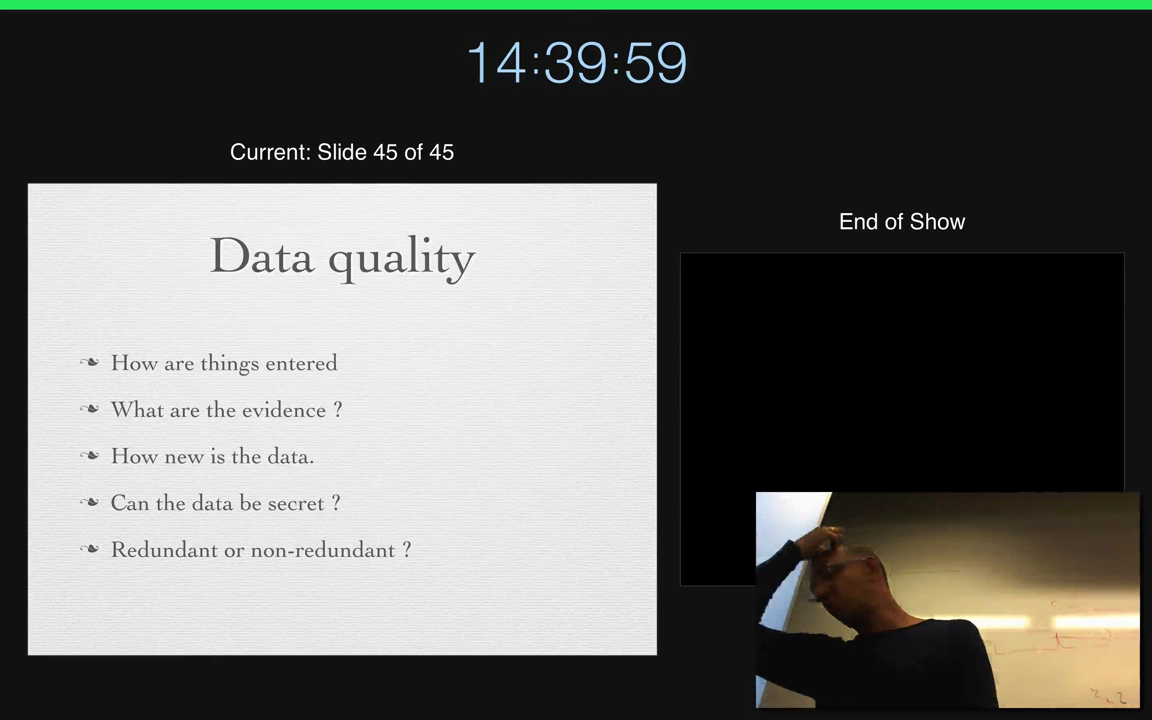 14:39:59
Current: Slide 45 of 45
End of Show
Data quality
How are things entered
What are the evidence ?
How new is the data.
Can the data be secret ?
Redundant or non-redundant ?